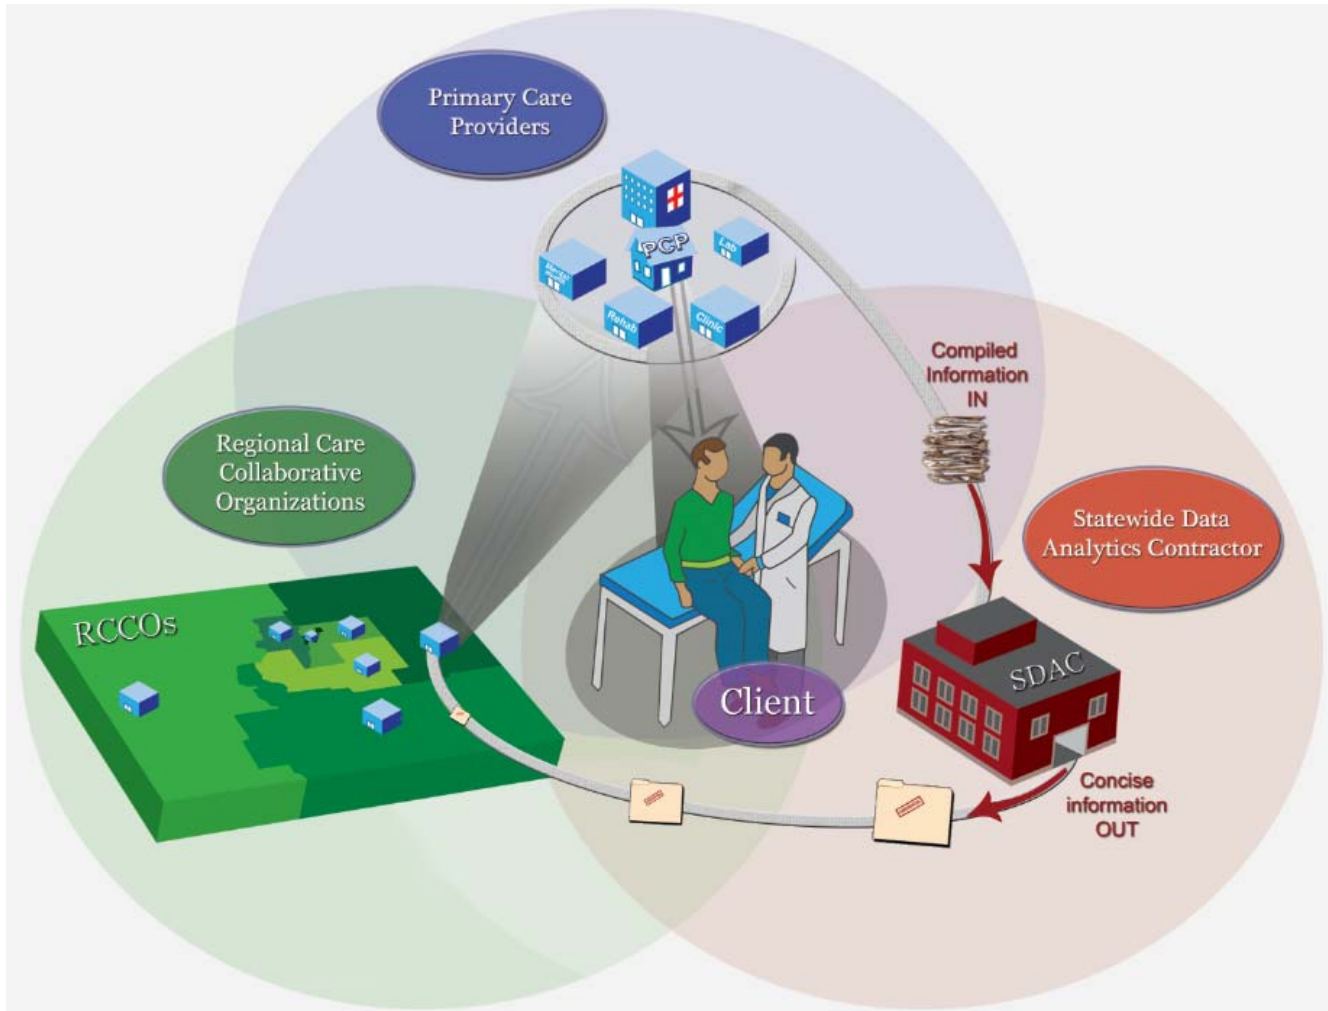 Primary Care
Providers
PCP
Lab
Rehab
Clinic
Compiled
Information
IN
Regional Care
Collaborative
Organizations
Statewide Data
Analytics Contractor
RCCOs
SDAC
Client
Concise
information
OUT